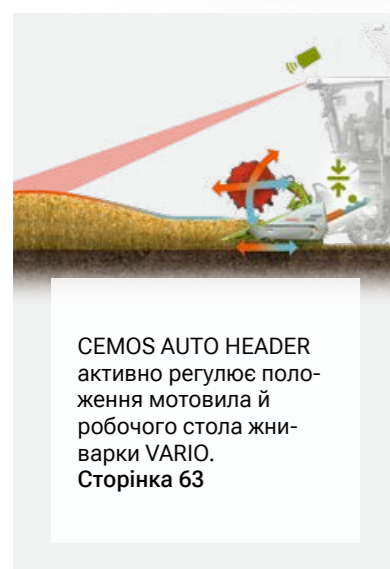 CEMOS AUTO HEADER
активно регулює поло-
ження мотовила й
робочого стола жни-
варки VARIO.
Сторінка 63